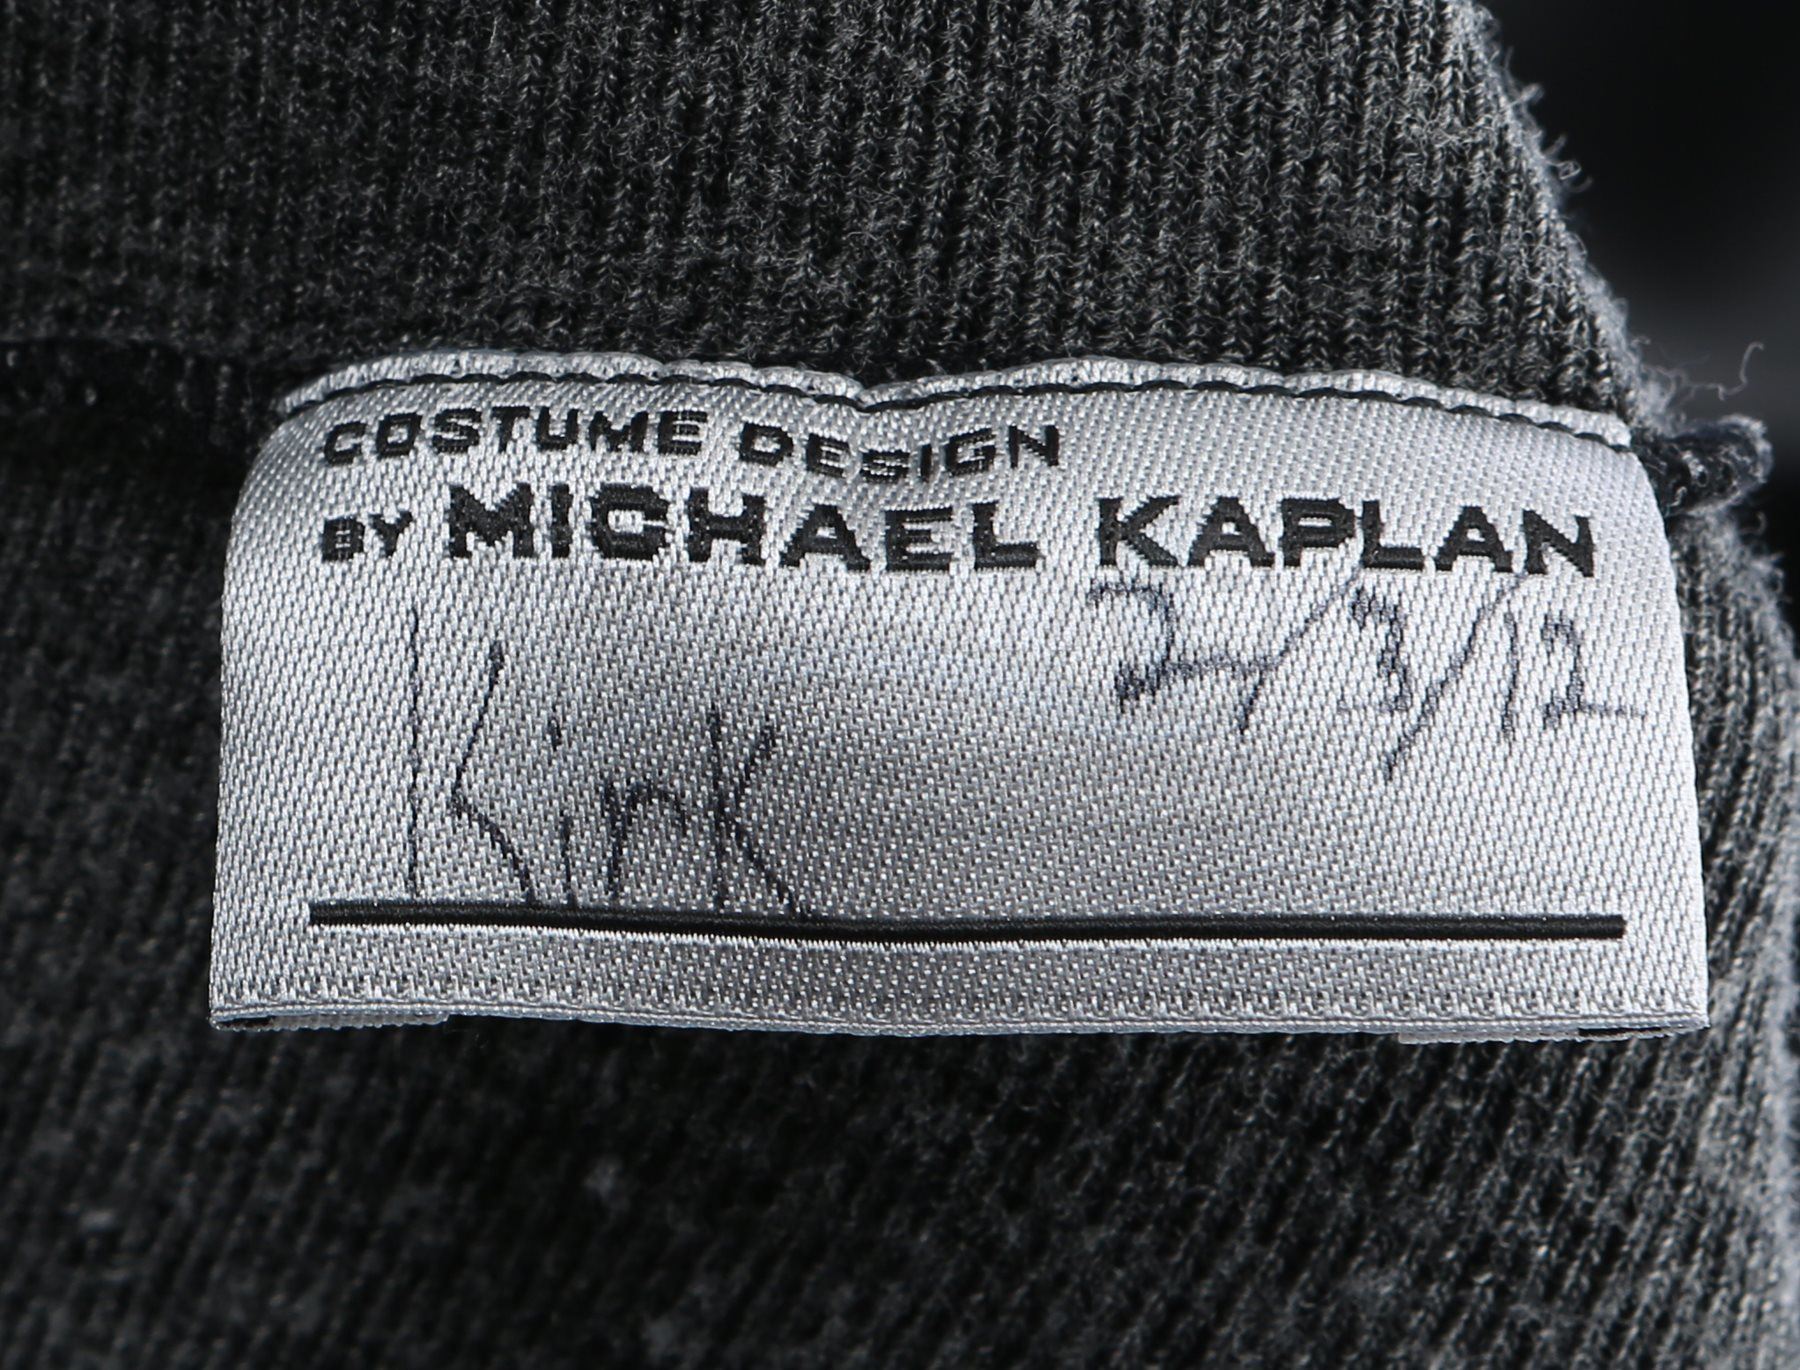 COSTUME DESIGN
BY MICHAEL KAPLAN
2/3/12
Kirk